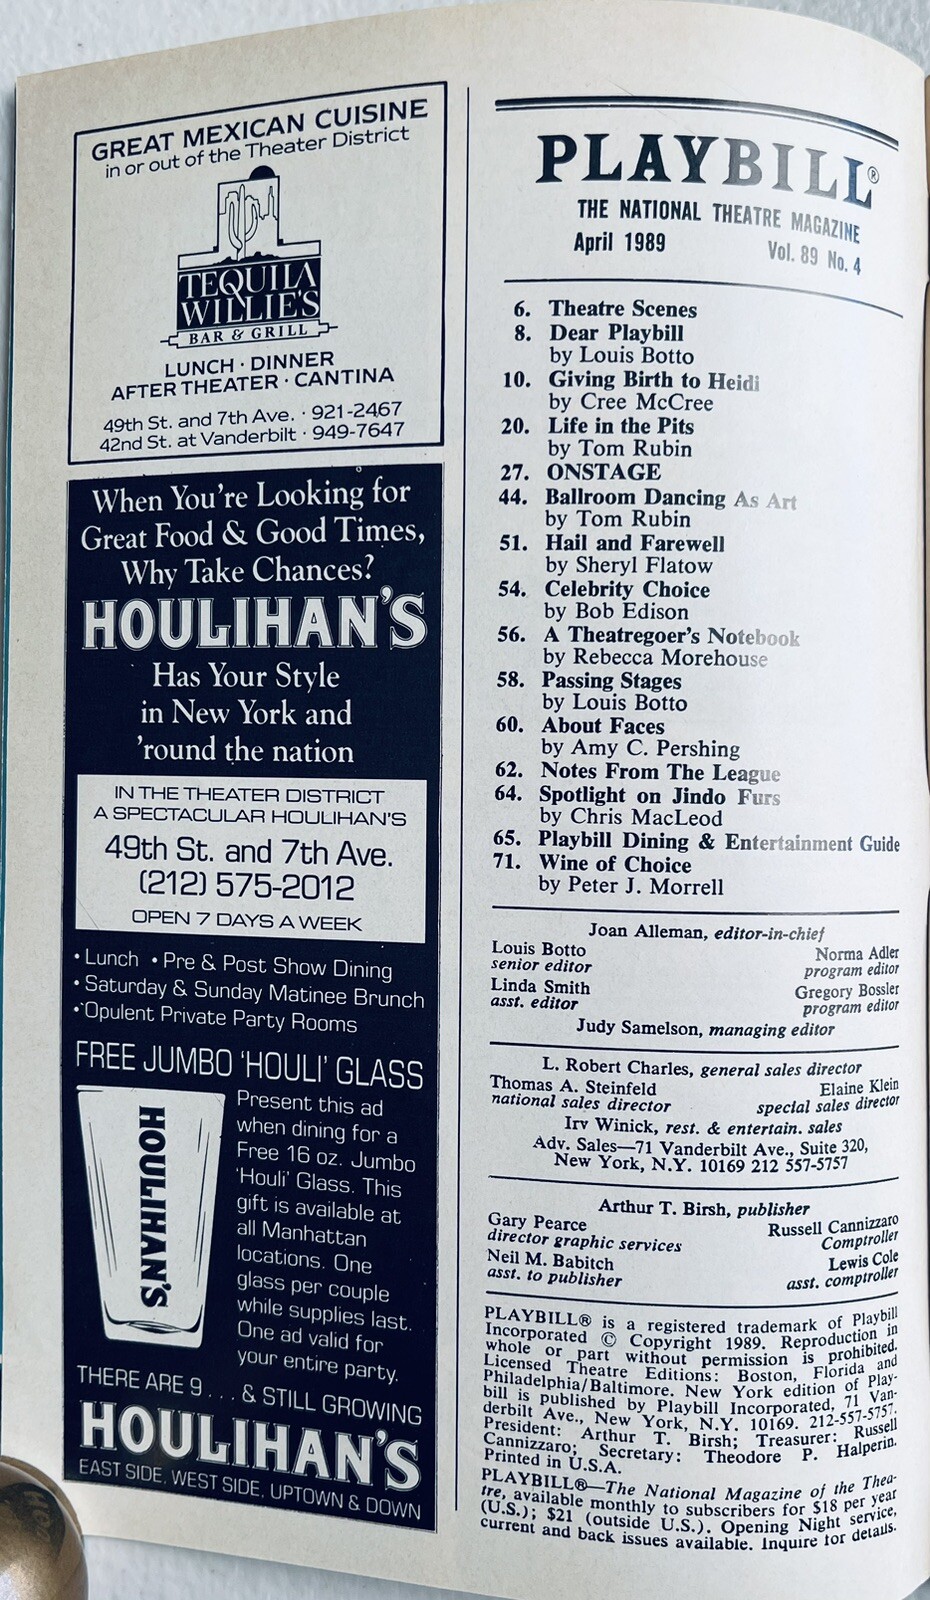 GREAT MEXICAN CUISINE
in or out of the Theater District
TEQUILA
WILLIE'S
BAR & GRILL
LUNCH · DINNER
AFTER THEATER · CANTINA
49th St. and 7th Ave. · 921-2467
42nd St. at Vanderbilt · 949-7647
When You're Looking for
Great Food & Good Times,
Why Take Chances?
HOULIHAN'S
Has Your Style
in New York and
'round the nation
IN THE THEATER DISTRICT
A SPECTACULAR HOULIHAN'S
49th St. and 7th Ave.
(212) 575-2012
OPEN 7 DAYS A WEEK
• Lunch • Pre & Post Show Dining
• Saturday & Sunday Matinee Brunch
• Opulent Private Party Rooms
FREE JUMBO 'HOULI' GLASS
HOULIHAN'S
Present this ad
when dining for a
Free 16 oz. Jumbo
'Houli' Glass. This
gift is available at
all Manhattan
locations. One
glass per couple
while supplies last.
One ad valid for
your entire party.
THERE ARE 9 . . . & STILL GROWING
HOULIHAN'S
EAST SIDE, WEST SIDE, UPTOWN & DOWN
PLAYBILL®
THE NATIONAL THEATRE MAGAZINE
April 1989 Vol. 89 No. 4
6. Theatre Scenes
8. Dear Playbill
by Louis Botto
10. Giving Birth to Heidi
by Cree McCree
20. Life in the Pits
by Tom Rubin
27. ONSTAGE
44. Ballroom Dancing As Art
by Tom Rubin
51. Hail and Farewell
by Sheryl Flatow
54. Celebrity Choice
by Bob Edison
56. A Theatregoer's Notebook
by Rebecca Morehouse
58. Passing Stages
by Louis Botto
60. About Faces
by Amy C. Pershing
62. Notes From The League
64. Spotlight on Jindo Furs
by Chris MacLeod
65. Playbill Dining & Entertainment Guide
71. Wine of Choice
by Peter J. Morrell
Joan Alleman, editor-in-chief
Louis Botto Norma Adler
senior editor program editor
Linda Smith Gregory Bossler
asst. editor program editor
Judy Samelson, managing editor
L. Robert Charles, general sales director
Thomas A. Steinfeld Elaine Klein
national sales director special sales director
Irv Winick, rest. & entertain. sales
Adv. Sales—71 Vanderbilt Ave., Suite 320,
New York, N.Y. 10169 212 557-5757
Arthur T. Birsh, publisher
Gary Pearce Russell Cannizzaro
director graphic services Comptroller
Neil M. Babitch Lewis Cole
asst. to publisher asst. comptroller
PLAYBILL® is a registered trademark of Playbill
Incorporated © Copyright 1989. Reproduction in
whole or part without permission is prohibited.
Licensed Theatre Editions: Boston, Florida and
Philadelphia/Baltimore. New York edition of Play-
bill is published by Playbill Incorporated, 71 Van-
derbilt Ave., New York, N.Y. 10169. 212-557-5757.
President: Arthur T. Birsh; Treasurer: Russell
Cannizzaro; Secretary: Theodore P. Halperin.
Printed in U.S.A.
PLAYBILL®—The National Magazine of the Thea-
tre, available monthly to subscribers for $18 per year
(U.S.); $21 (outside U.S.). Opening Night service,
current and back issues available. Inquire for details.